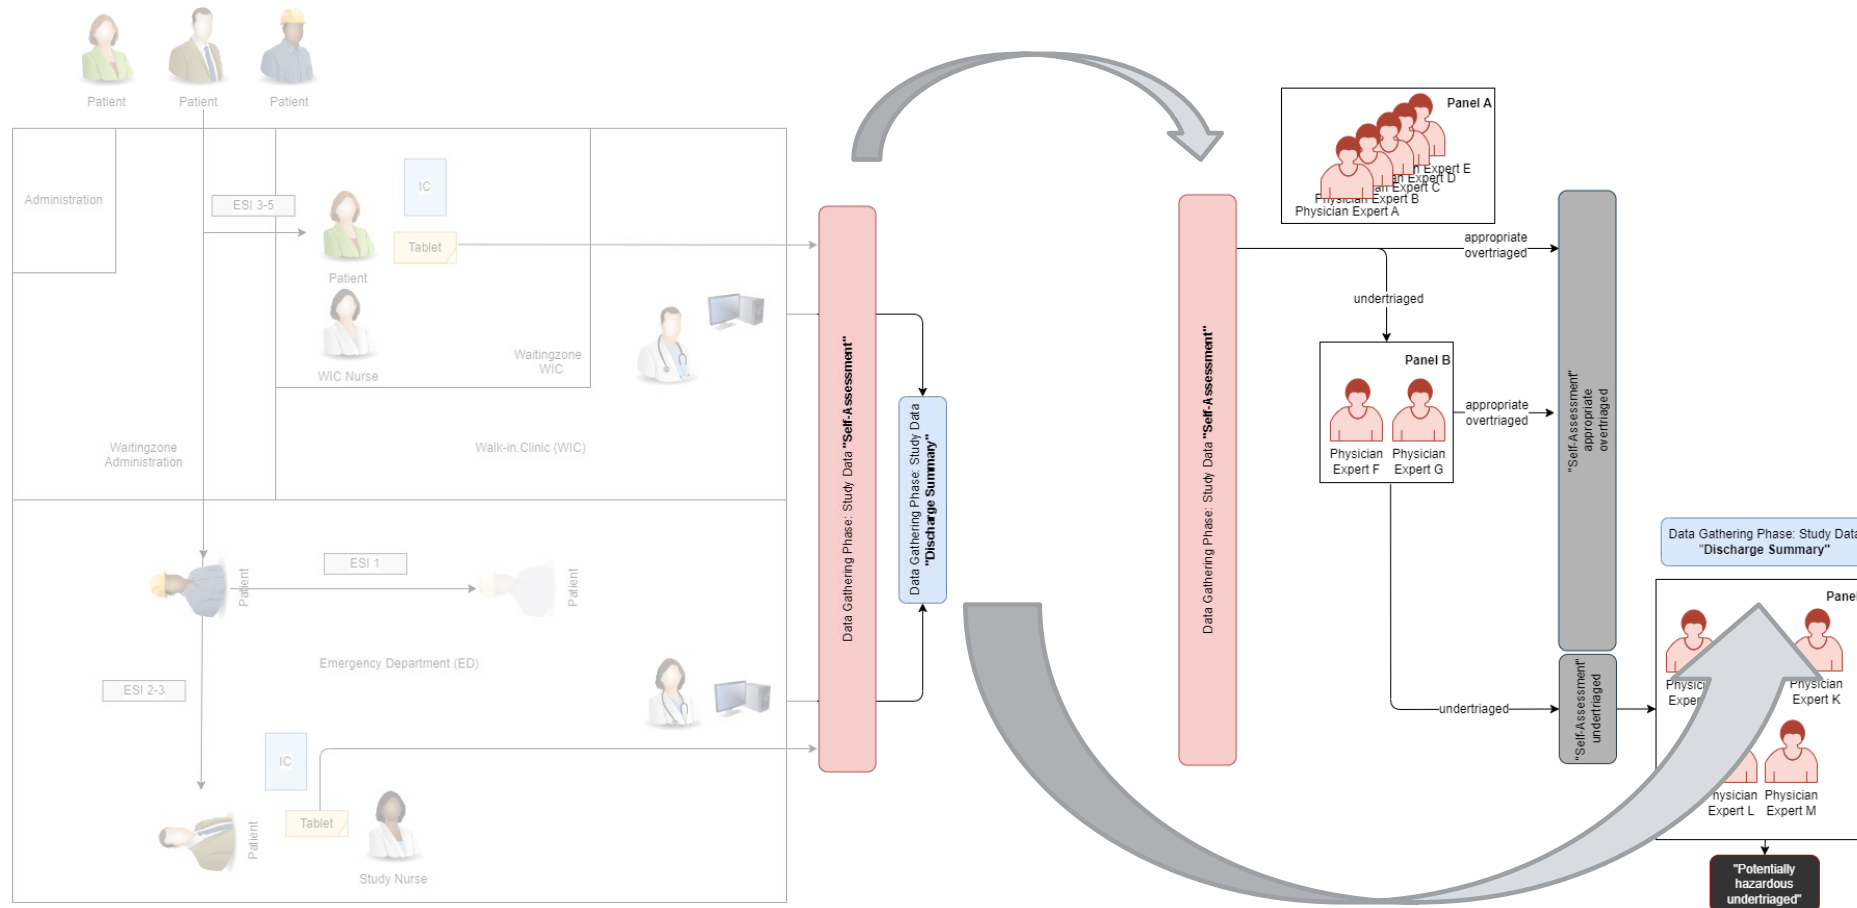 Patient
Patient
Patient
Administration
ESI 3-5
IC
Tablet
Patient
WIC Nurse
Waitingzone
WIC
Waitingzone
Administration
Walk-in Clinic (WIC)
ESI 1
Patient
Patient
Emergency Department (ED)
ESI 2-3
IC
Tablet
Patient
Study Nurse
Data Gathering Phase: Study Data "Self-Assessment"
Data Gathering Phase: Study Data
"Discharge Summary"
Data Gathering Phase: Study Data "Self-Assessment"
Panel A
Expert E
Expert D
Expert C
Physician Expert B
Physician Expert A
appropriate
overtriaged
undertriaged
Panel B
Physician
Expert F
Physician
Expert G
appropriate
overtriaged
undertriaged
"Self-Assessment"
appropriate
overtriaged
"Self-Assessment"
undertriaged
Data Gathering Phase: Study Data
"Discharge Summary"
Panel
Physician
Expert K
Expert L
Physician
Expert M
"Potentially
hazardous
undertriaged"